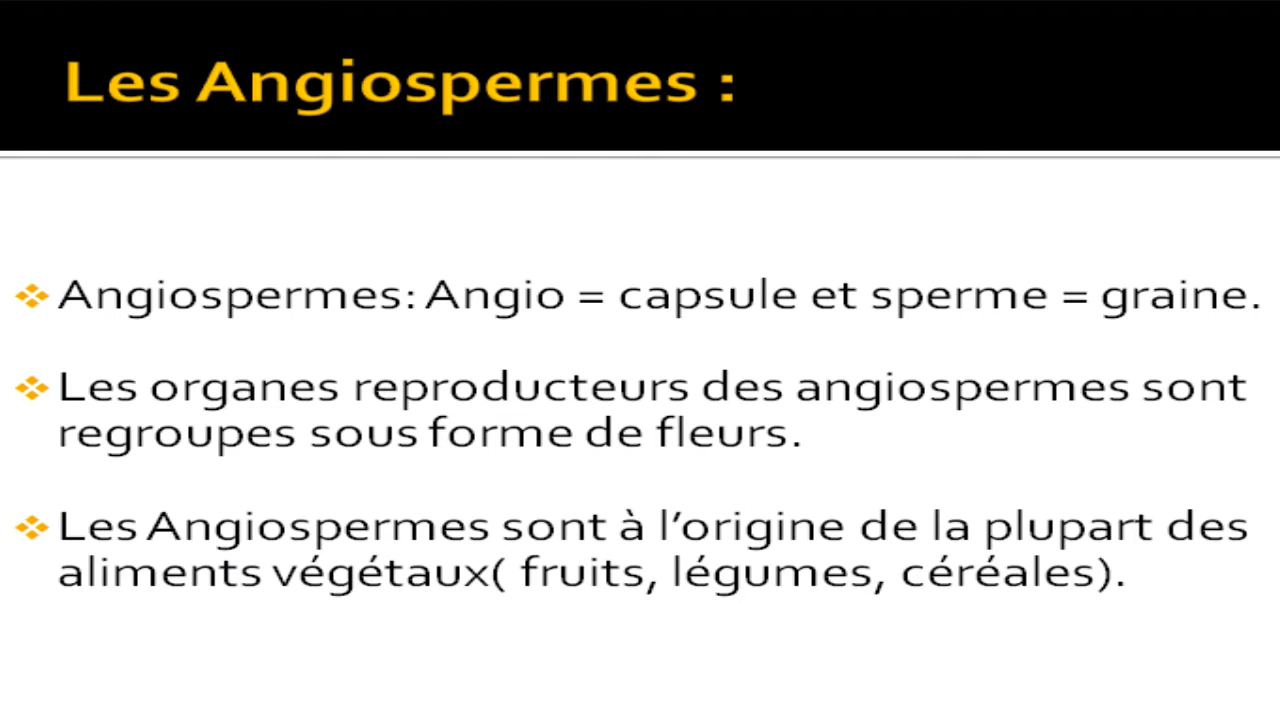 Les Angiospermes :
Angiospermes: Angio = capsule et sperme = graine.
Les organes reproducteurs des angiospermes sont
regroupes sous forme de fleurs.
Les Angiospermes sont à l’origine de la plupart des
aliments végétaux( fruits, légumes, céréales).